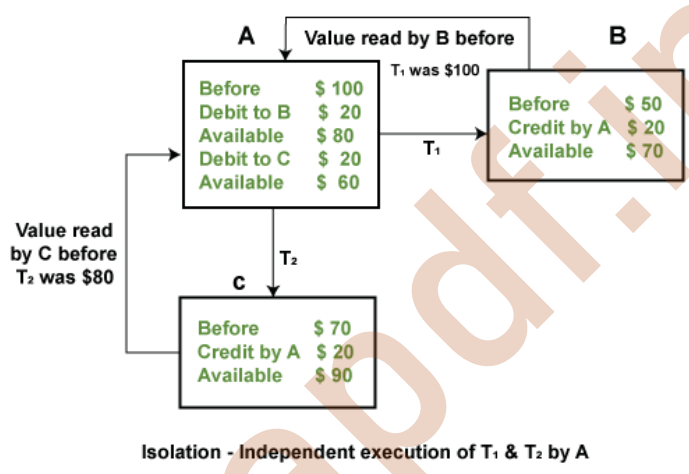 A
Value read by B before
T₁ was $100
B
Before $ 100
Debit to B $ 20
Available $ 80
Debit to C $ 20
Available $ 60
T₁
Before $ 50
Credit by A $ 20
Available $ 70
Value read
by C before
T₂ was $80
T₂
c
Before $ 70
Credit by A $ 20
Available $ 90
Isolation - Independent execution of T₁ & T₂ by A
pdf.in